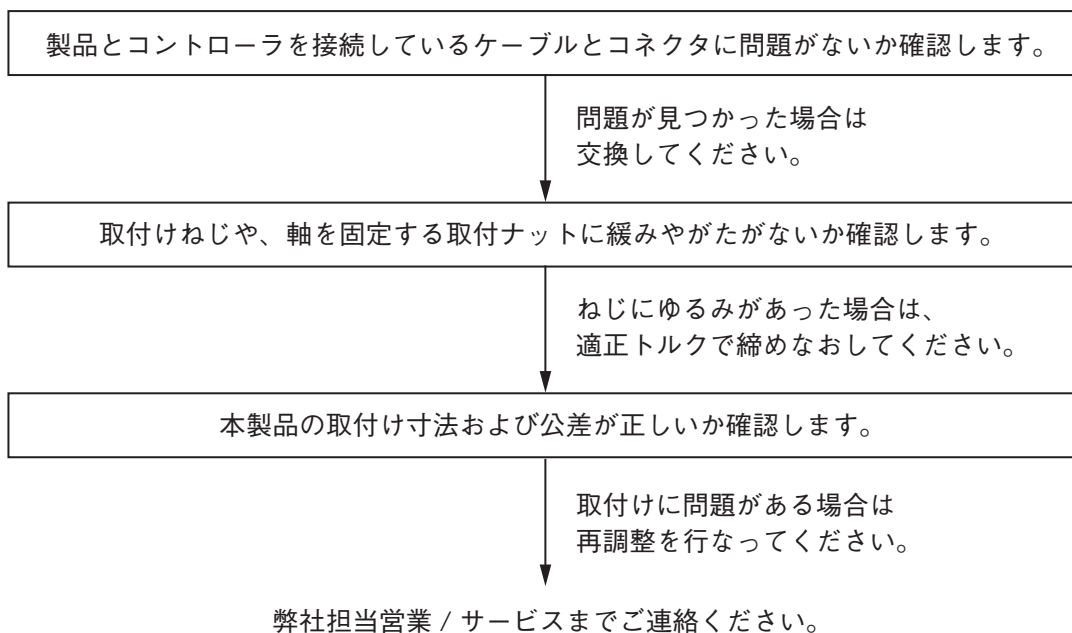 製品とコントローラを接続しているケーブルとコネクタに問題がないか確認します。
問題が見つかった場合は
交換してください。
取付けねじや、軸を固定する取付ナットに緩みやがたがないか確認します。
ねじにゆるみがあった場合は、
適正トルクで締めなおしてください。
本製品の取付け寸法および公差が正しいか確認します。
取付けに問題がある場合は
再調整を行なってください。
弊社担当営業 / サービスまでご連絡ください。